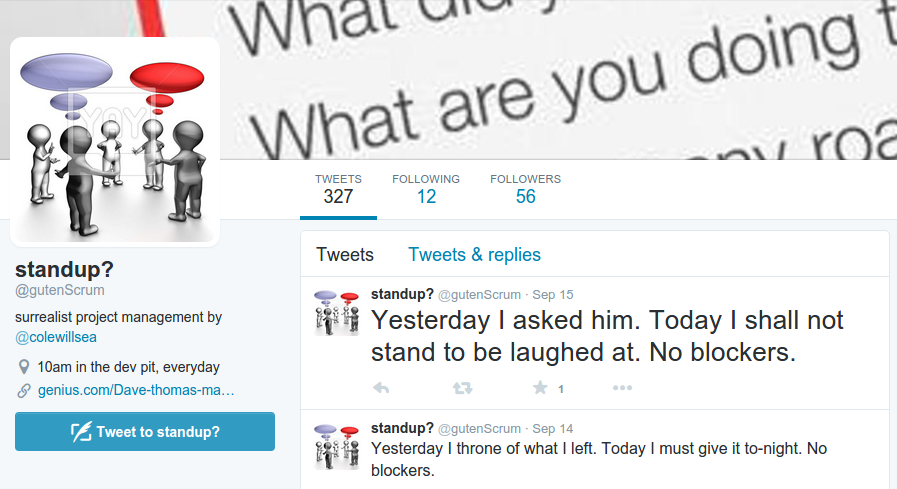 What did y
What are you doing t
any roa
YAY
TWEETS
327
FOLLOWING
12
FOLLOWERS
56
standup?
@gutenScrum
surrealist project management by
@colewillsea
10am in the dev pit, everyday
genius.com/Dave-thomas-ma…
Tweet to standup?
Tweets Tweets & replies
standup? @gutenScrum · Sep 15
Yesterday I asked him. Today I shall not
stand to be laughed at. No blockers.
1
standup? @gutenScrum · Sep 14
Yesterday I throne of what I left. Today I must give it to-night. No
blockers.